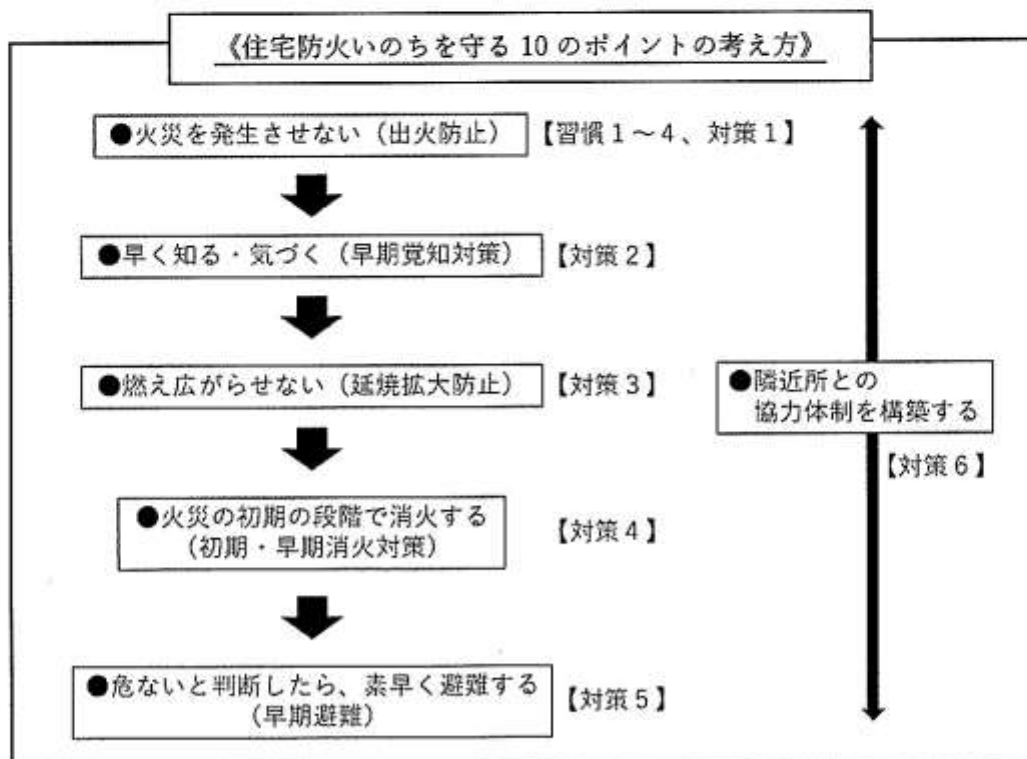 《住宅防火いのちを守る 10 のポイントの考え方》
●火災を発生させない（出火防止）
【習慣１～４、対策１】
●早く知る・気づく（早期覚知対策）
【対策２】
●燃え広がらせない（延焼拡大防止）
【対策３】
●隣近所との
協力体制を構築する
【対策６】
●火災の初期の段階で消火する
（初期・早期消火対策）
【対策４】
●危ないと判断したら、素早く避難する
（早期避難）
【対策５】